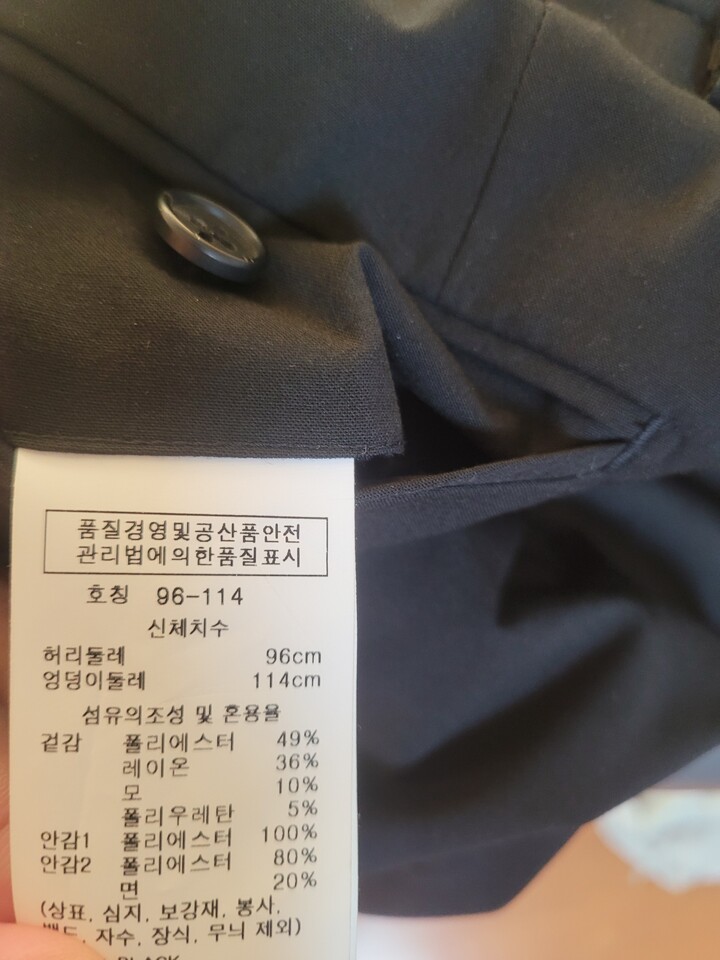 품질경영및공산품안전
관리법에의한품질표시
호칭 96-114
신체치수
허리둘레 96cm
엉덩이둘레 114cm
섬유의조성 및 혼용율
겉감 폴리에스터 49%
레이온 36%
모 10%
폴리우레탄 5%
안감1 폴리에스터 100%
안감2 폴리에스터 80%
면 20%
(상표, 심지, 보강재, 봉사,
자수, 장식, 무늬 제외)